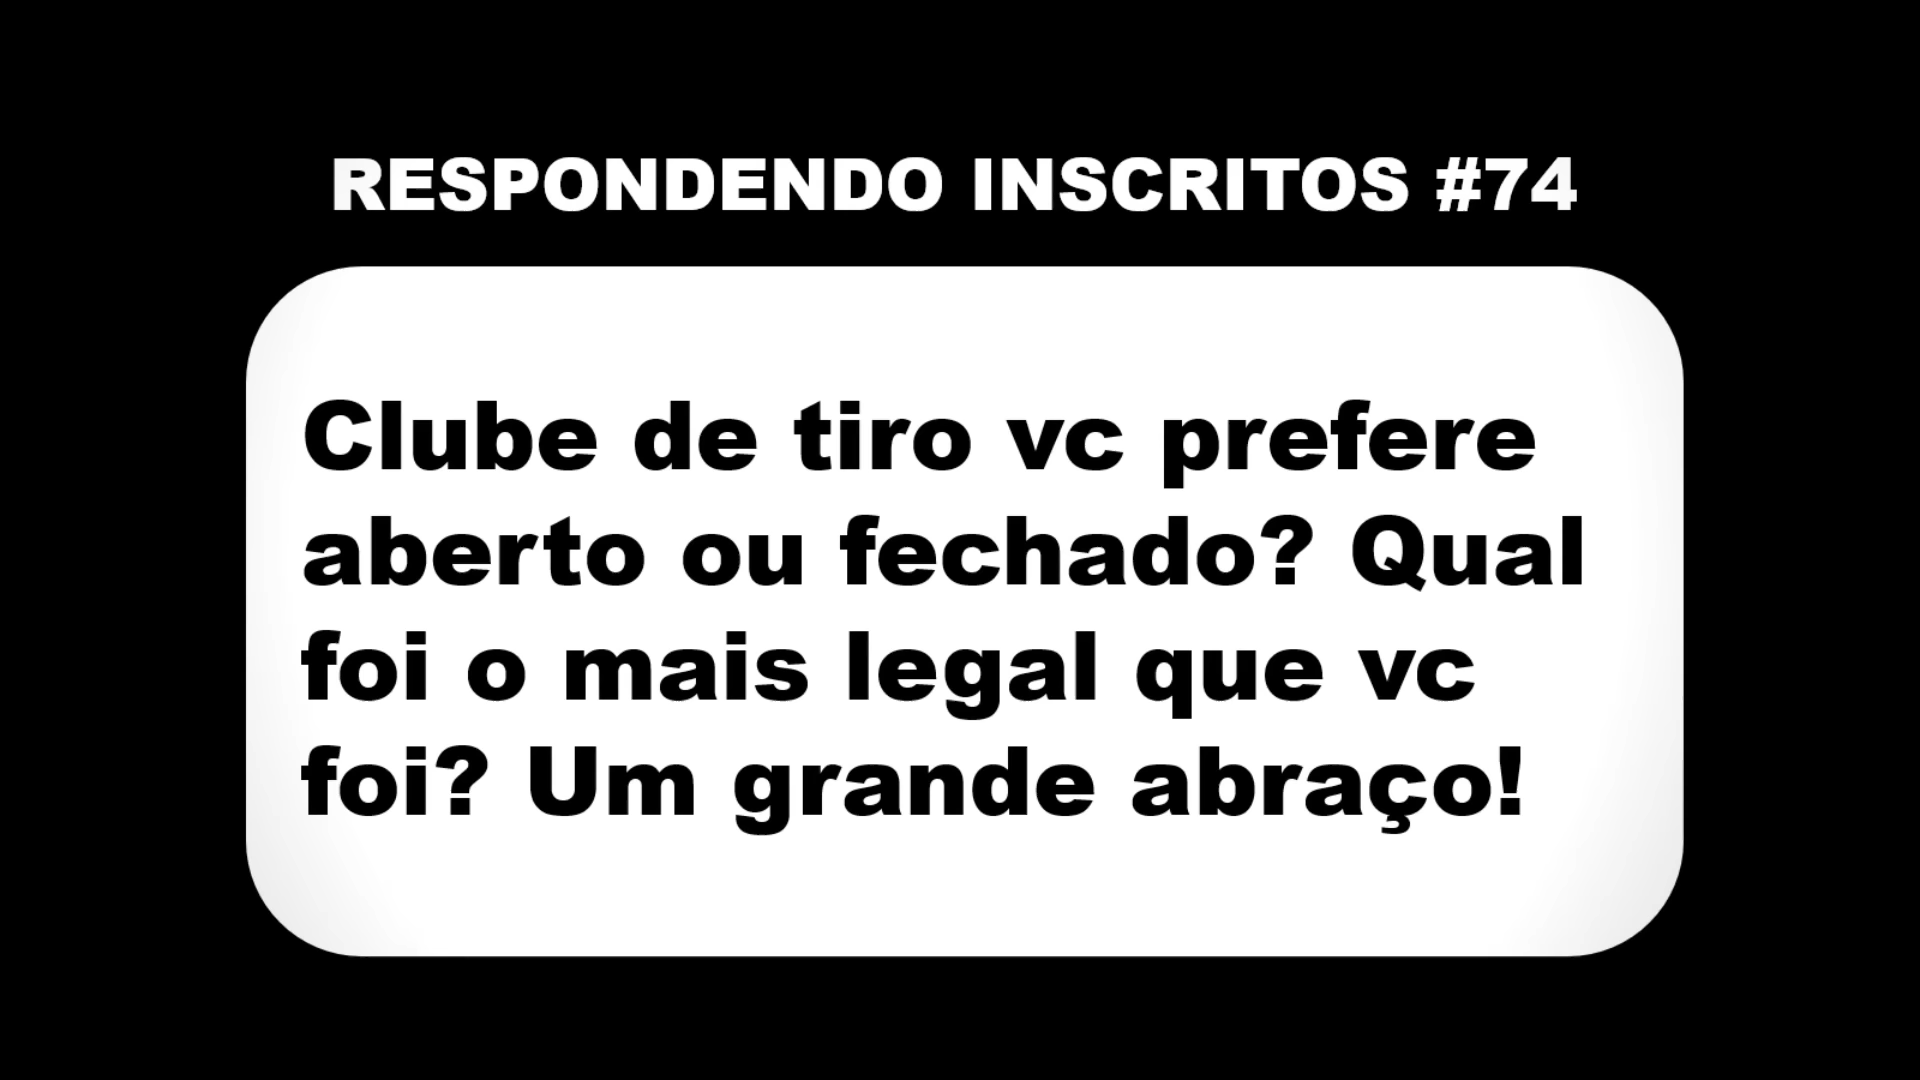 RESPONDENDO INSCRITOS #74
Clube de tiro vc prefere
aberto ou fechado? Qual
foi o mais legal que vc
foi? Um grande abraço!